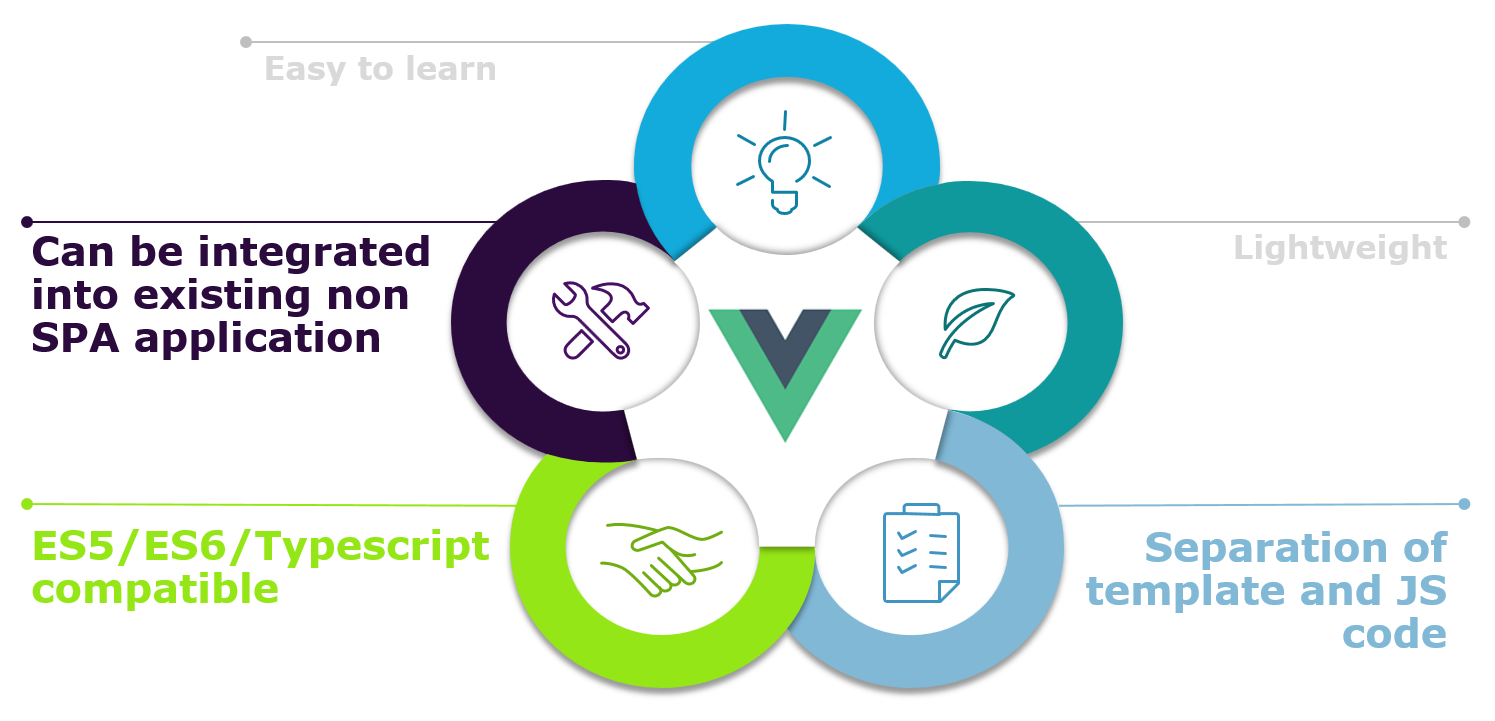 Easy to learn
Can be integrated
into existing non
SPA application
Lightweight
ES5/ES6/Typescript
compatible
Separation of
template and JS
code